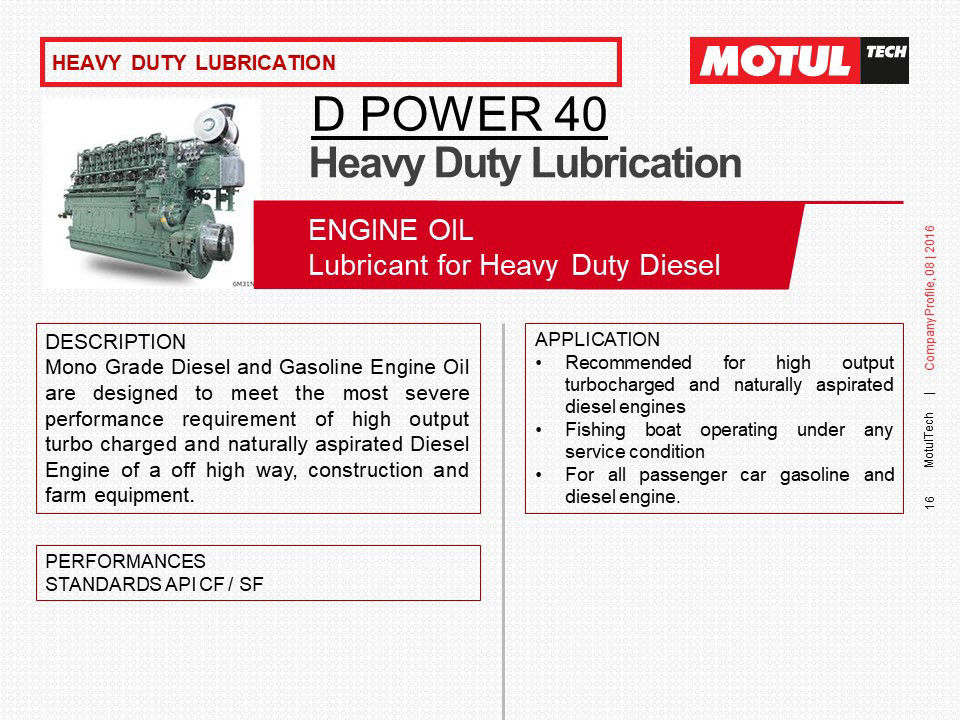 HEAVY DUTY LUBRICATION
MOTUL TECH
D POWER 40
Heavy Duty Lubrication
6M31N
ENGINE OIL
Lubricant for Heavy Duty Diesel
DESCRIPTION
Mono Grade Diesel and Gasoline Engine Oil
are designed to meet the most severe
performance requirement of high output
turbo charged and naturally aspirated Diesel
Engine of a off high way, construction and
farm equipment.
APPLICATION
• Recommended for high output
turbocharged and naturally aspirated
diesel engines
• Fishing boat operating under any
service condition
• For all passenger car gasoline and
diesel engine.
PERFORMANCES
STANDARDS API CF / SF
16 MotulTech | Company Profile, 08 | 2016